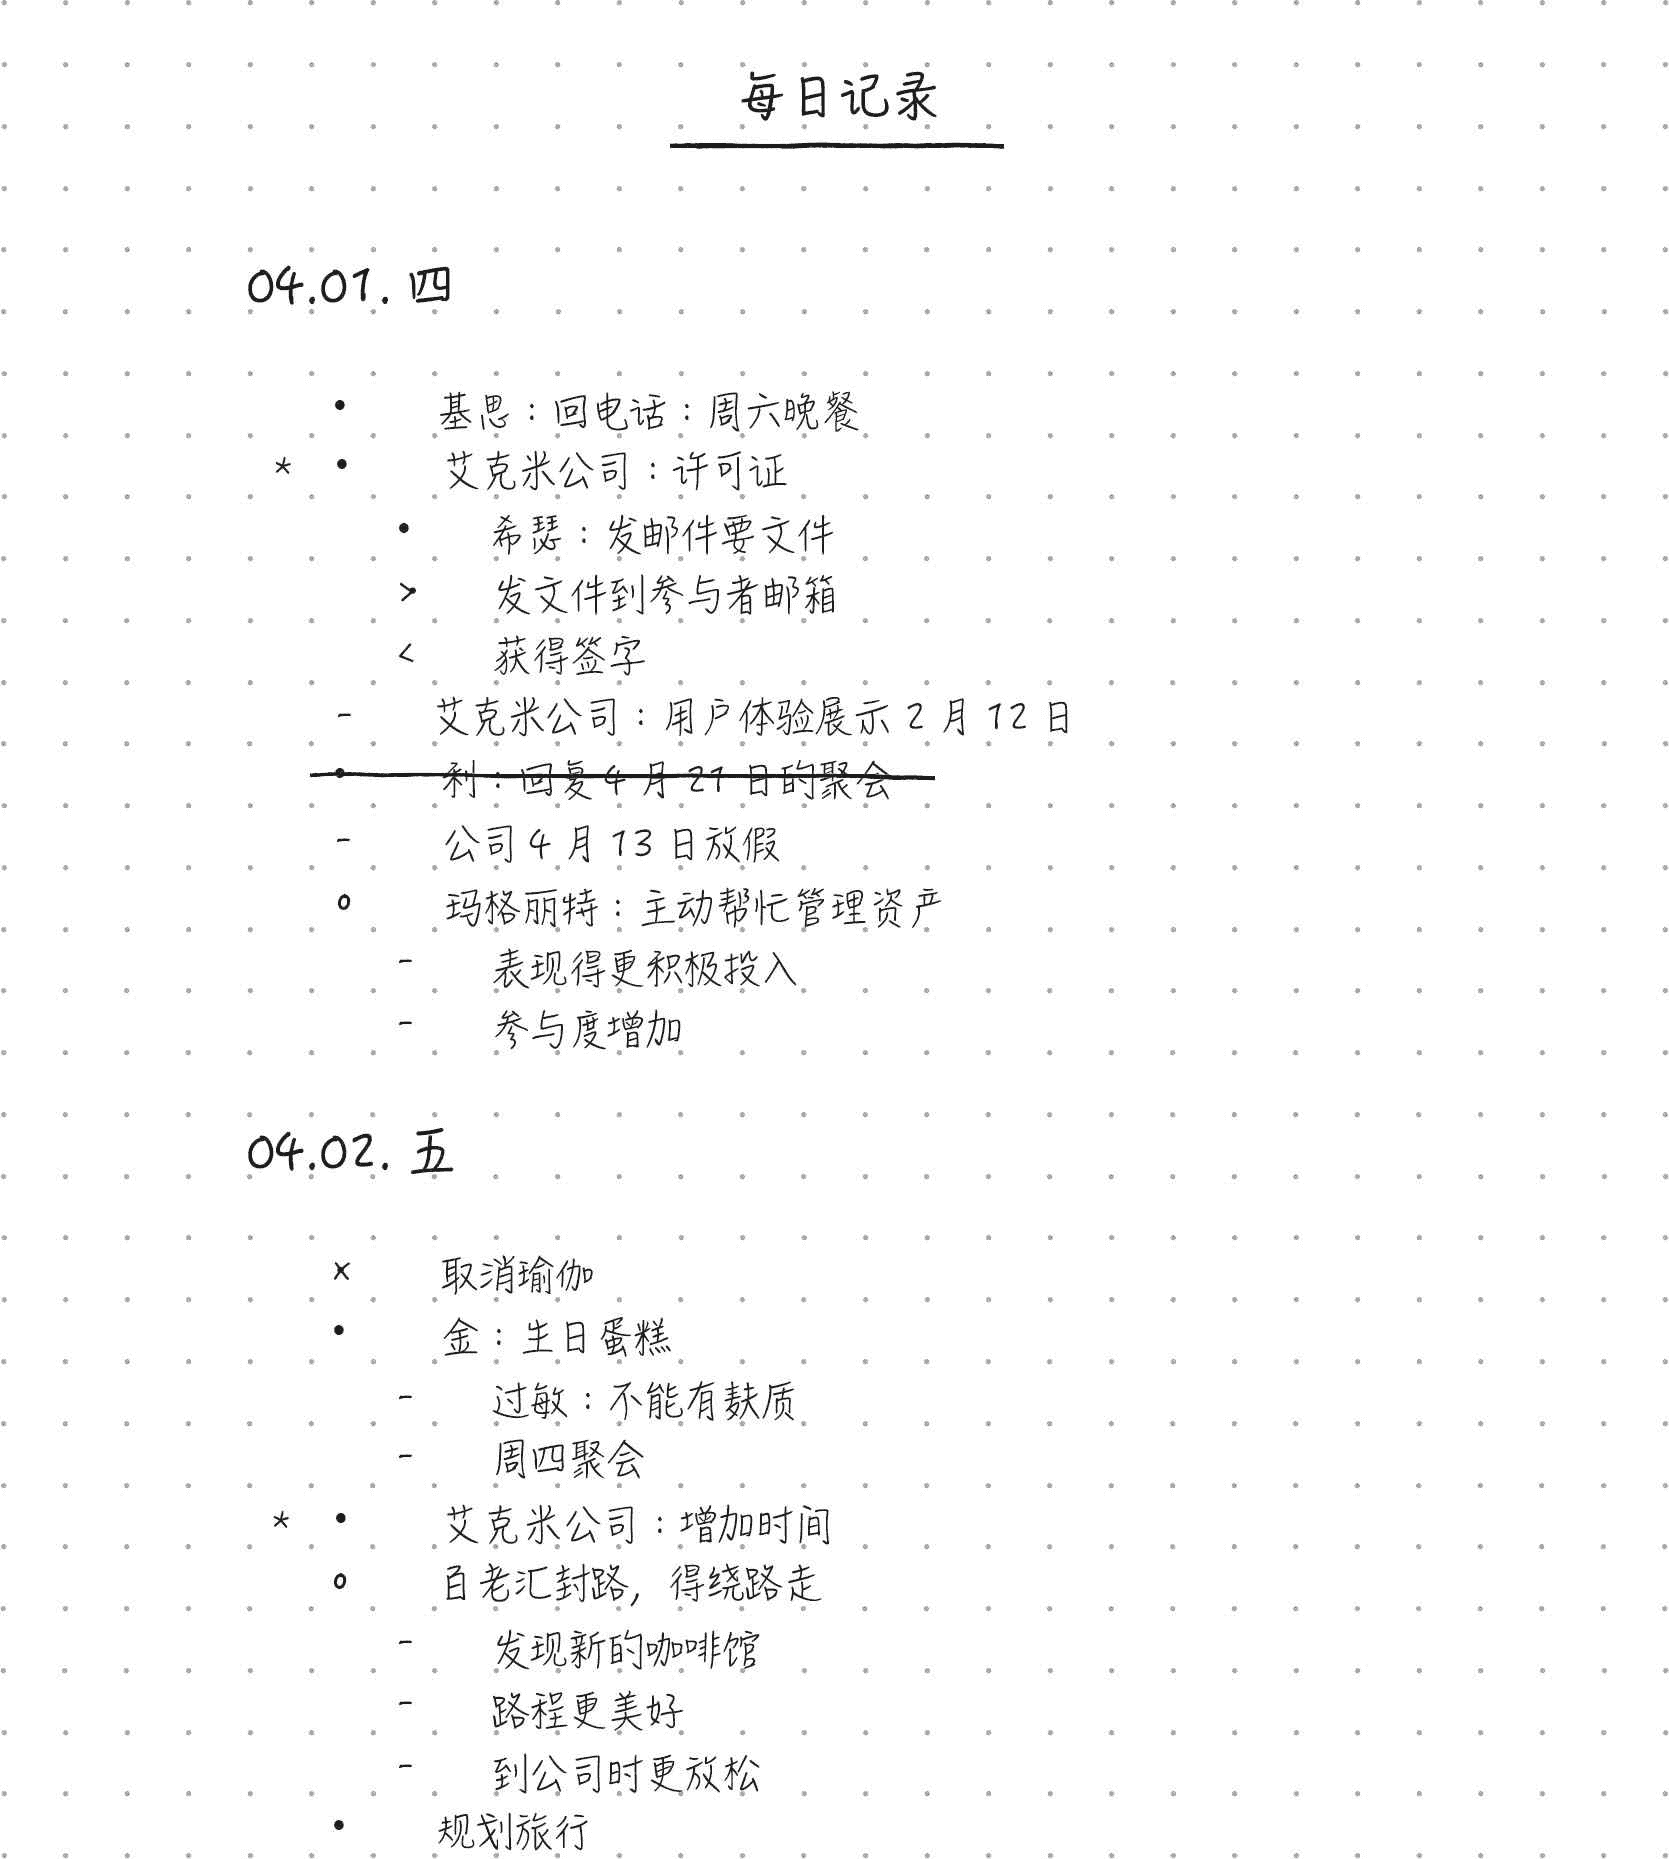 每日记录
04.01. 四
• 基思：回电话：周六晚餐
* • 艾克米公司：许可证
• 希瑟：发邮件要文件
> 发文件到参与者邮箱
< 获得签字
- 艾克米公司：用户体验展示 2 月 12 日
• 利：回复 4 月 21 日的聚会
- 公司 4 月 13 日放假
o 玛格丽特：主动帮忙管理资产
- 表现得更积极投入
- 参与度增加
04.02. 五
x 取消瑜伽
• 金：生日蛋糕
- 过敏：不能有麸质
- 周四聚会
* • 艾克米公司：增加时间
o 百老汇封路，得绕路走
- 发现新的咖啡馆
- 路程更美好
- 到公司时更放松
• 规划旅行